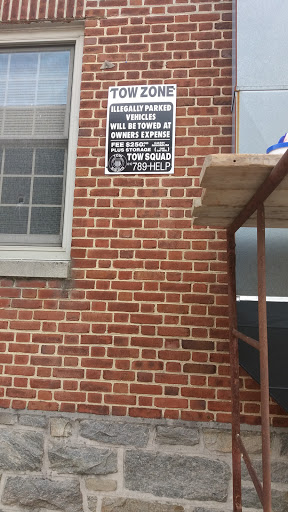 TOW ZONE
ILLEGALLY PARKED
VEHICLES
WILL BE TOWED AT
OWNERS EXPENSE
FEE $250.00
PLUS STORAGE
TOW SQUAD
789-HELP